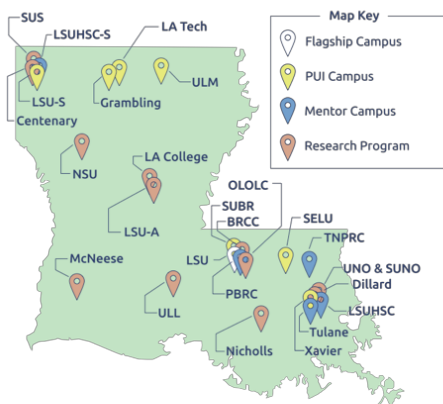 SUS
LSUHSC-S
LA Tech
LSU-S
Centenary
Grambling
ULM
Map Key
Flagship Campus
PUI Campus
Mentor Campus
Research Program
NSU
LA College
LSU-A
OLOLC
SUBR
BRCC
SELU
LSU
TNPRC
McNeese
PBRC
UNO & SUNO
Dillard
ULL
LSUHSC
Nicholls
Tulane
Xavier